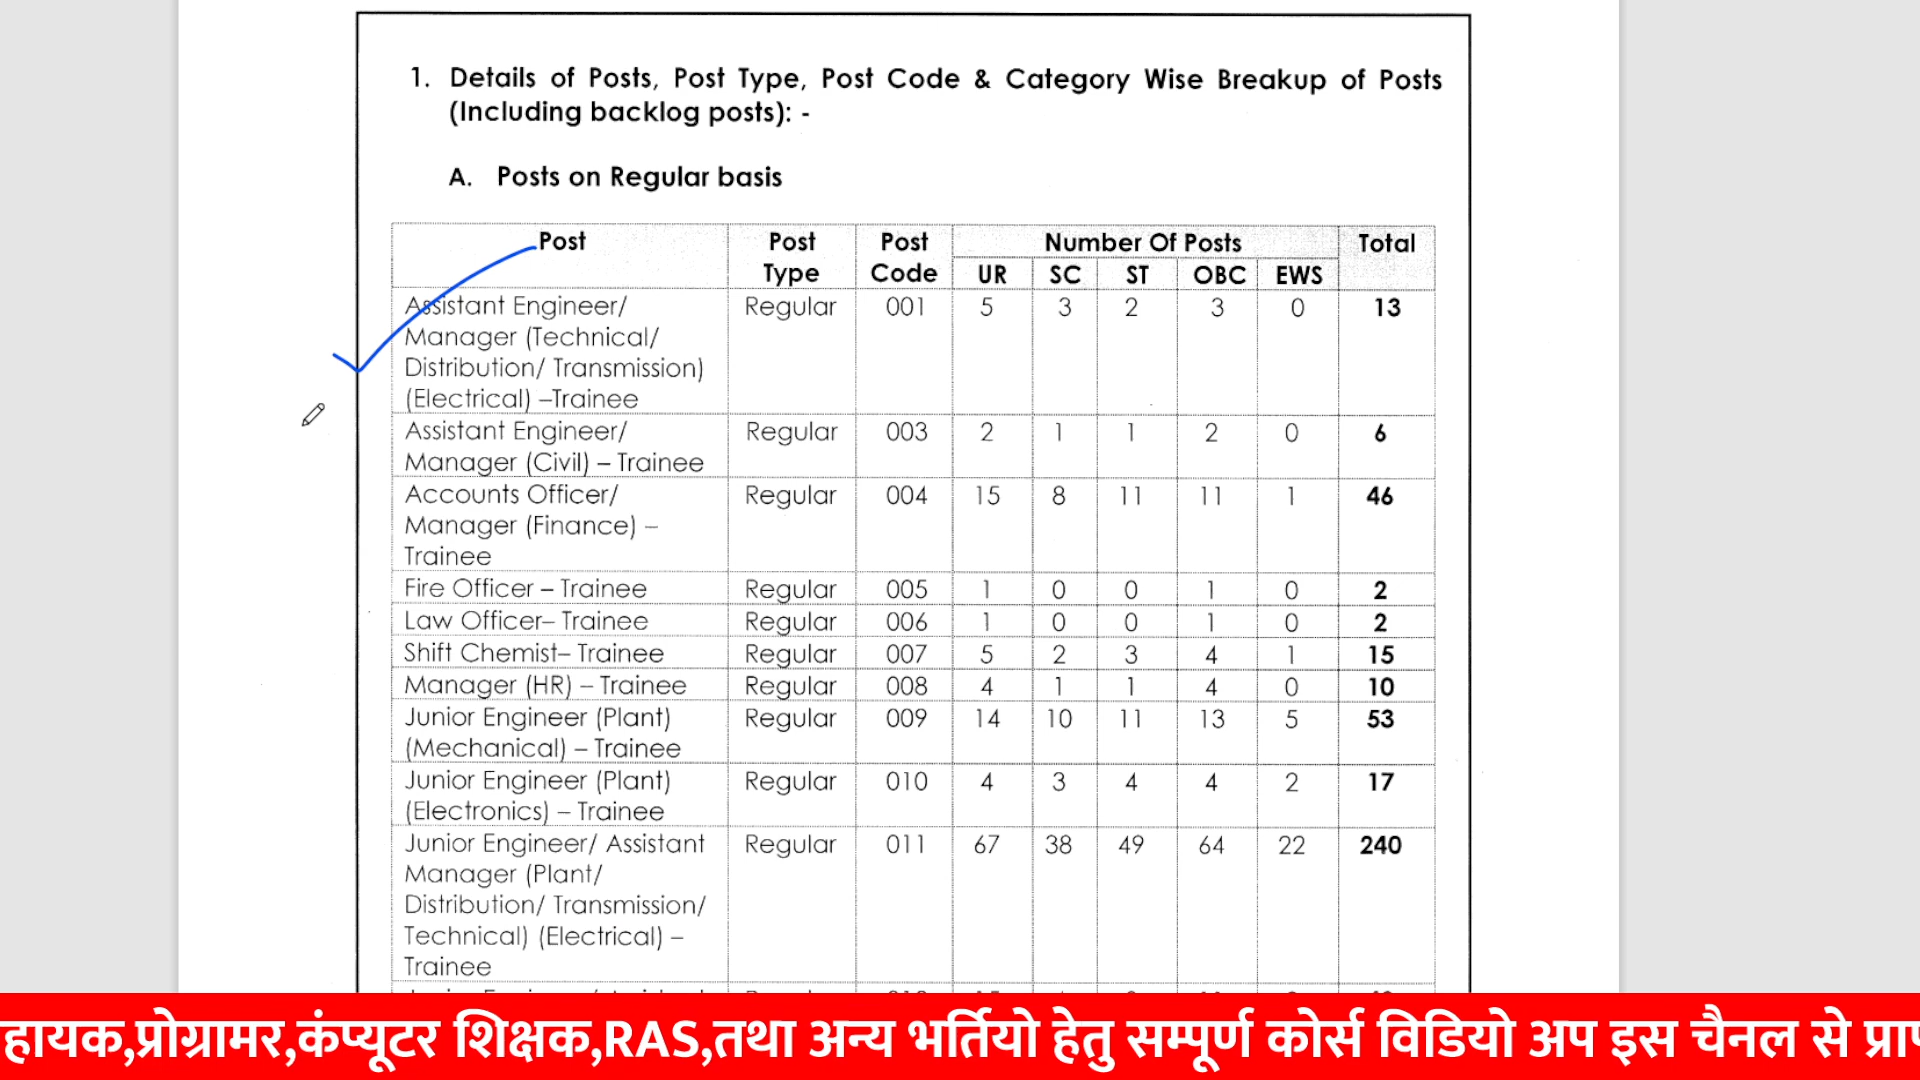 1. Details of Posts, Post Type, Post Code & Category Wise Breakup of Posts
(Including backlog posts): -
A. Posts on Regular basis
Post Post Type Post Code Number Of Posts Total
UR SC ST OBC EWS
Assistant Engineer/ Regular 001 5 3 2 3 0 13
Manager (Technical/
Distribution/ Transmission)
(Electrical) –Trainee
Assistant Engineer/ Regular 003 2 1 1 2 0 6
Manager (Civil) – Trainee
Accounts Officer/ Regular 004 15 8 11 11 1 46
Manager (Finance) –
Trainee
Fire Officer – Trainee Regular 005 1 0 0 1 0 2
Law Officer– Trainee Regular 006 1 0 0 1 0 2
Shift Chemist– Trainee Regular 007 5 2 3 4 1 15
Manager (HR) – Trainee Regular 008 4 1 1 4 0 10
Junior Engineer (Plant) Regular 009 14 10 11 13 5 53
(Mechanical) – Trainee
Junior Engineer (Plant) Regular 010 4 3 4 4 2 17
(Electronics) – Trainee
Junior Engineer/ Assistant Regular 011 67 38 49 64 22 240
Manager (Plant/
Distribution/ Transmission/
Technical) (Electrical) –
Trainee
हायक,प्रोग्रामर,कंप्यूटर शिक्षक,RAS,तथा अन्य भर्तियो हेतु सम्पूर्ण कोर्स विडियो अप इस चैनल से प्राप